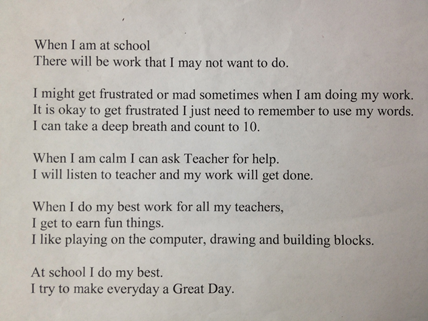 When I am at school
There will be work that I may not want to do.
I might get frustrated or mad sometimes when I am doing my work.
It is okay to get frustrated I just need to remember to use my words.
I can take a deep breath and count to 10.
When I am calm I can ask Teacher for help.
I will listen to teacher and my work will get done.
When I do my best work for all my teachers,
I get to earn fun things.
I like playing on the computer, drawing and building blocks.
At school I do my best.
I try to make everyday a Great Day.